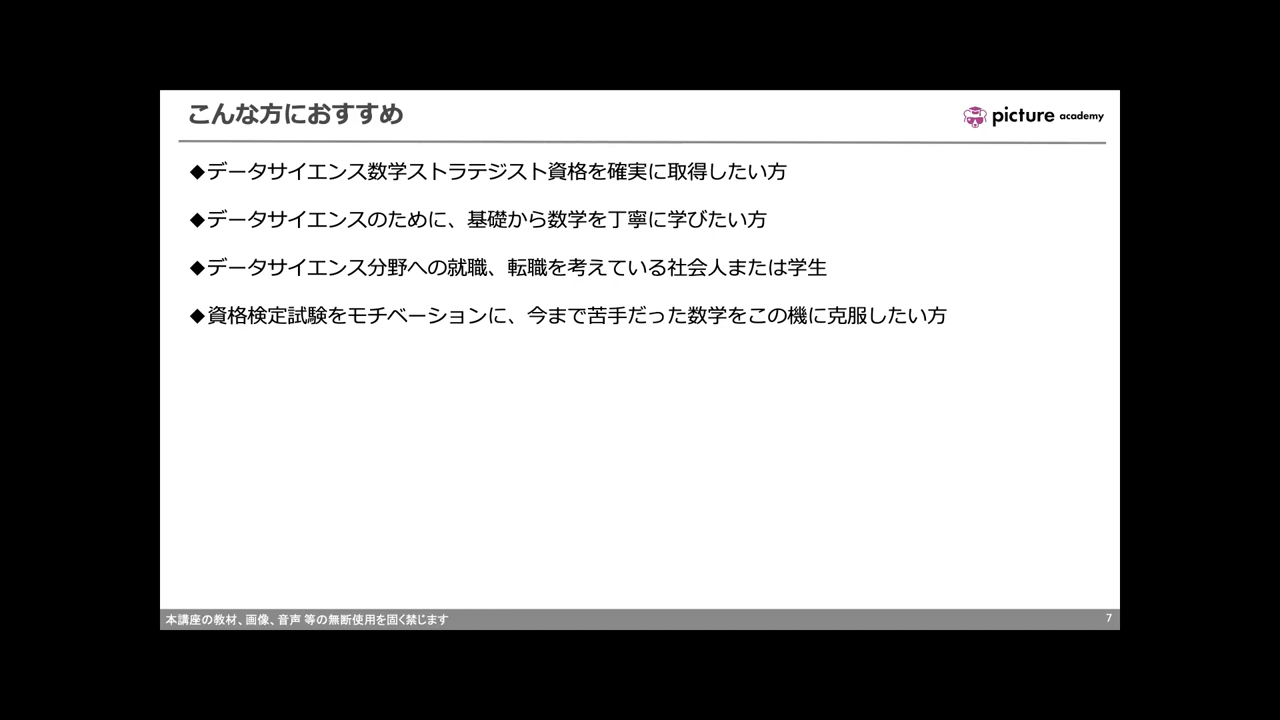 こんな方におすすめ
picture academy
◆データサイエンス数学ストラテジスト資格を確実に取得したい方
◆データサイエンスのために、基礎から数学を丁寧に学びたい方
◆データサイエンス分野への就職、転職を考えている社会人または学生
◆資格検定試験をモチベーションに、今まで苦手だった数学をこの機に克服したい方
本講座の教材、画像、音声 等の無断使用を固く禁じます
7